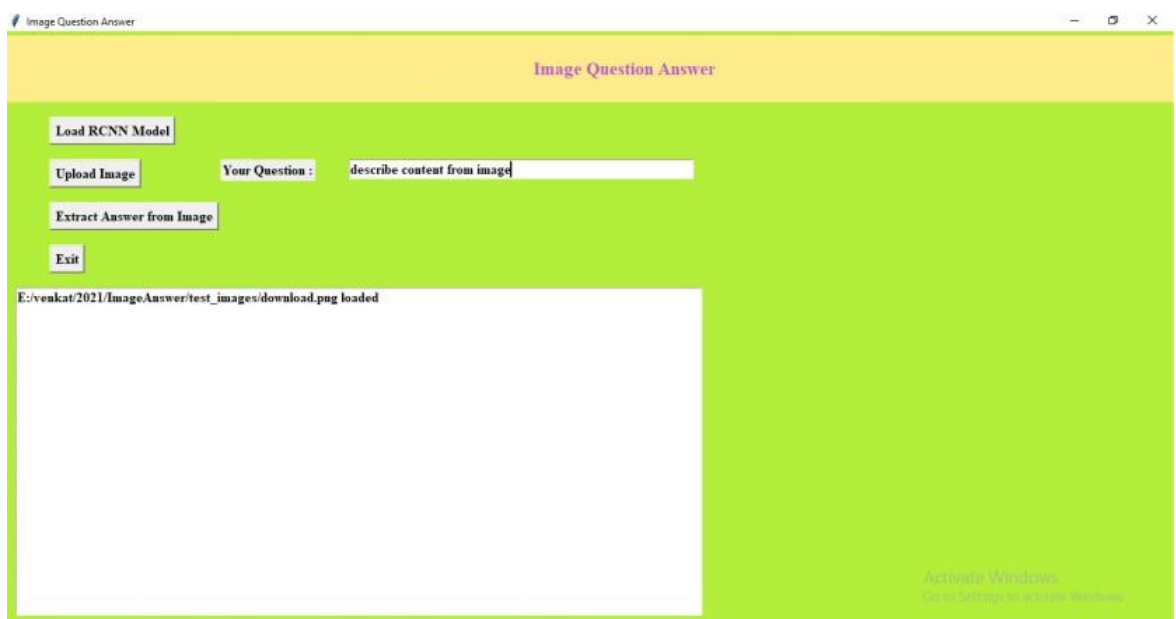 Image Question Answer
Image Question Answer
Load RCNN Model
Upload Image
Your Question :
describe content from image
Extract Answer from Image
Exit
E:/venkat/2021/ImageAnswer/test_images/download.png loaded
Activate Windows
Go to Settings to activate Windows.